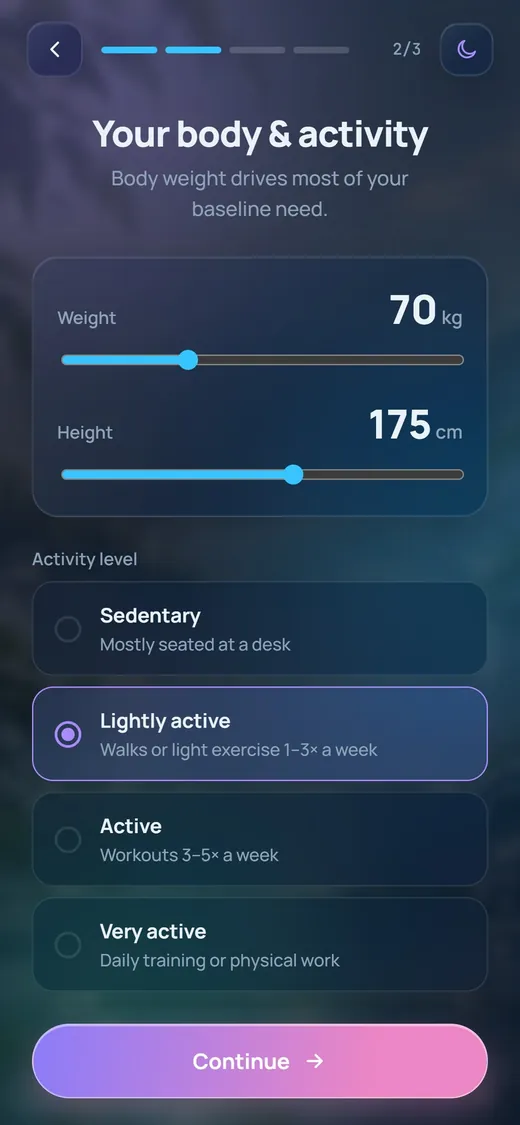 2/3
Your body & activity
Body weight drives most of your
baseline need.
Weight
70 kg
Height
175 cm
Activity level
Sedentary
Mostly seated at a desk
Lightly active
Walks or light exercise 1–3× a week
Active
Workouts 3–5× a week
Very active
Daily training or physical work
Continue →